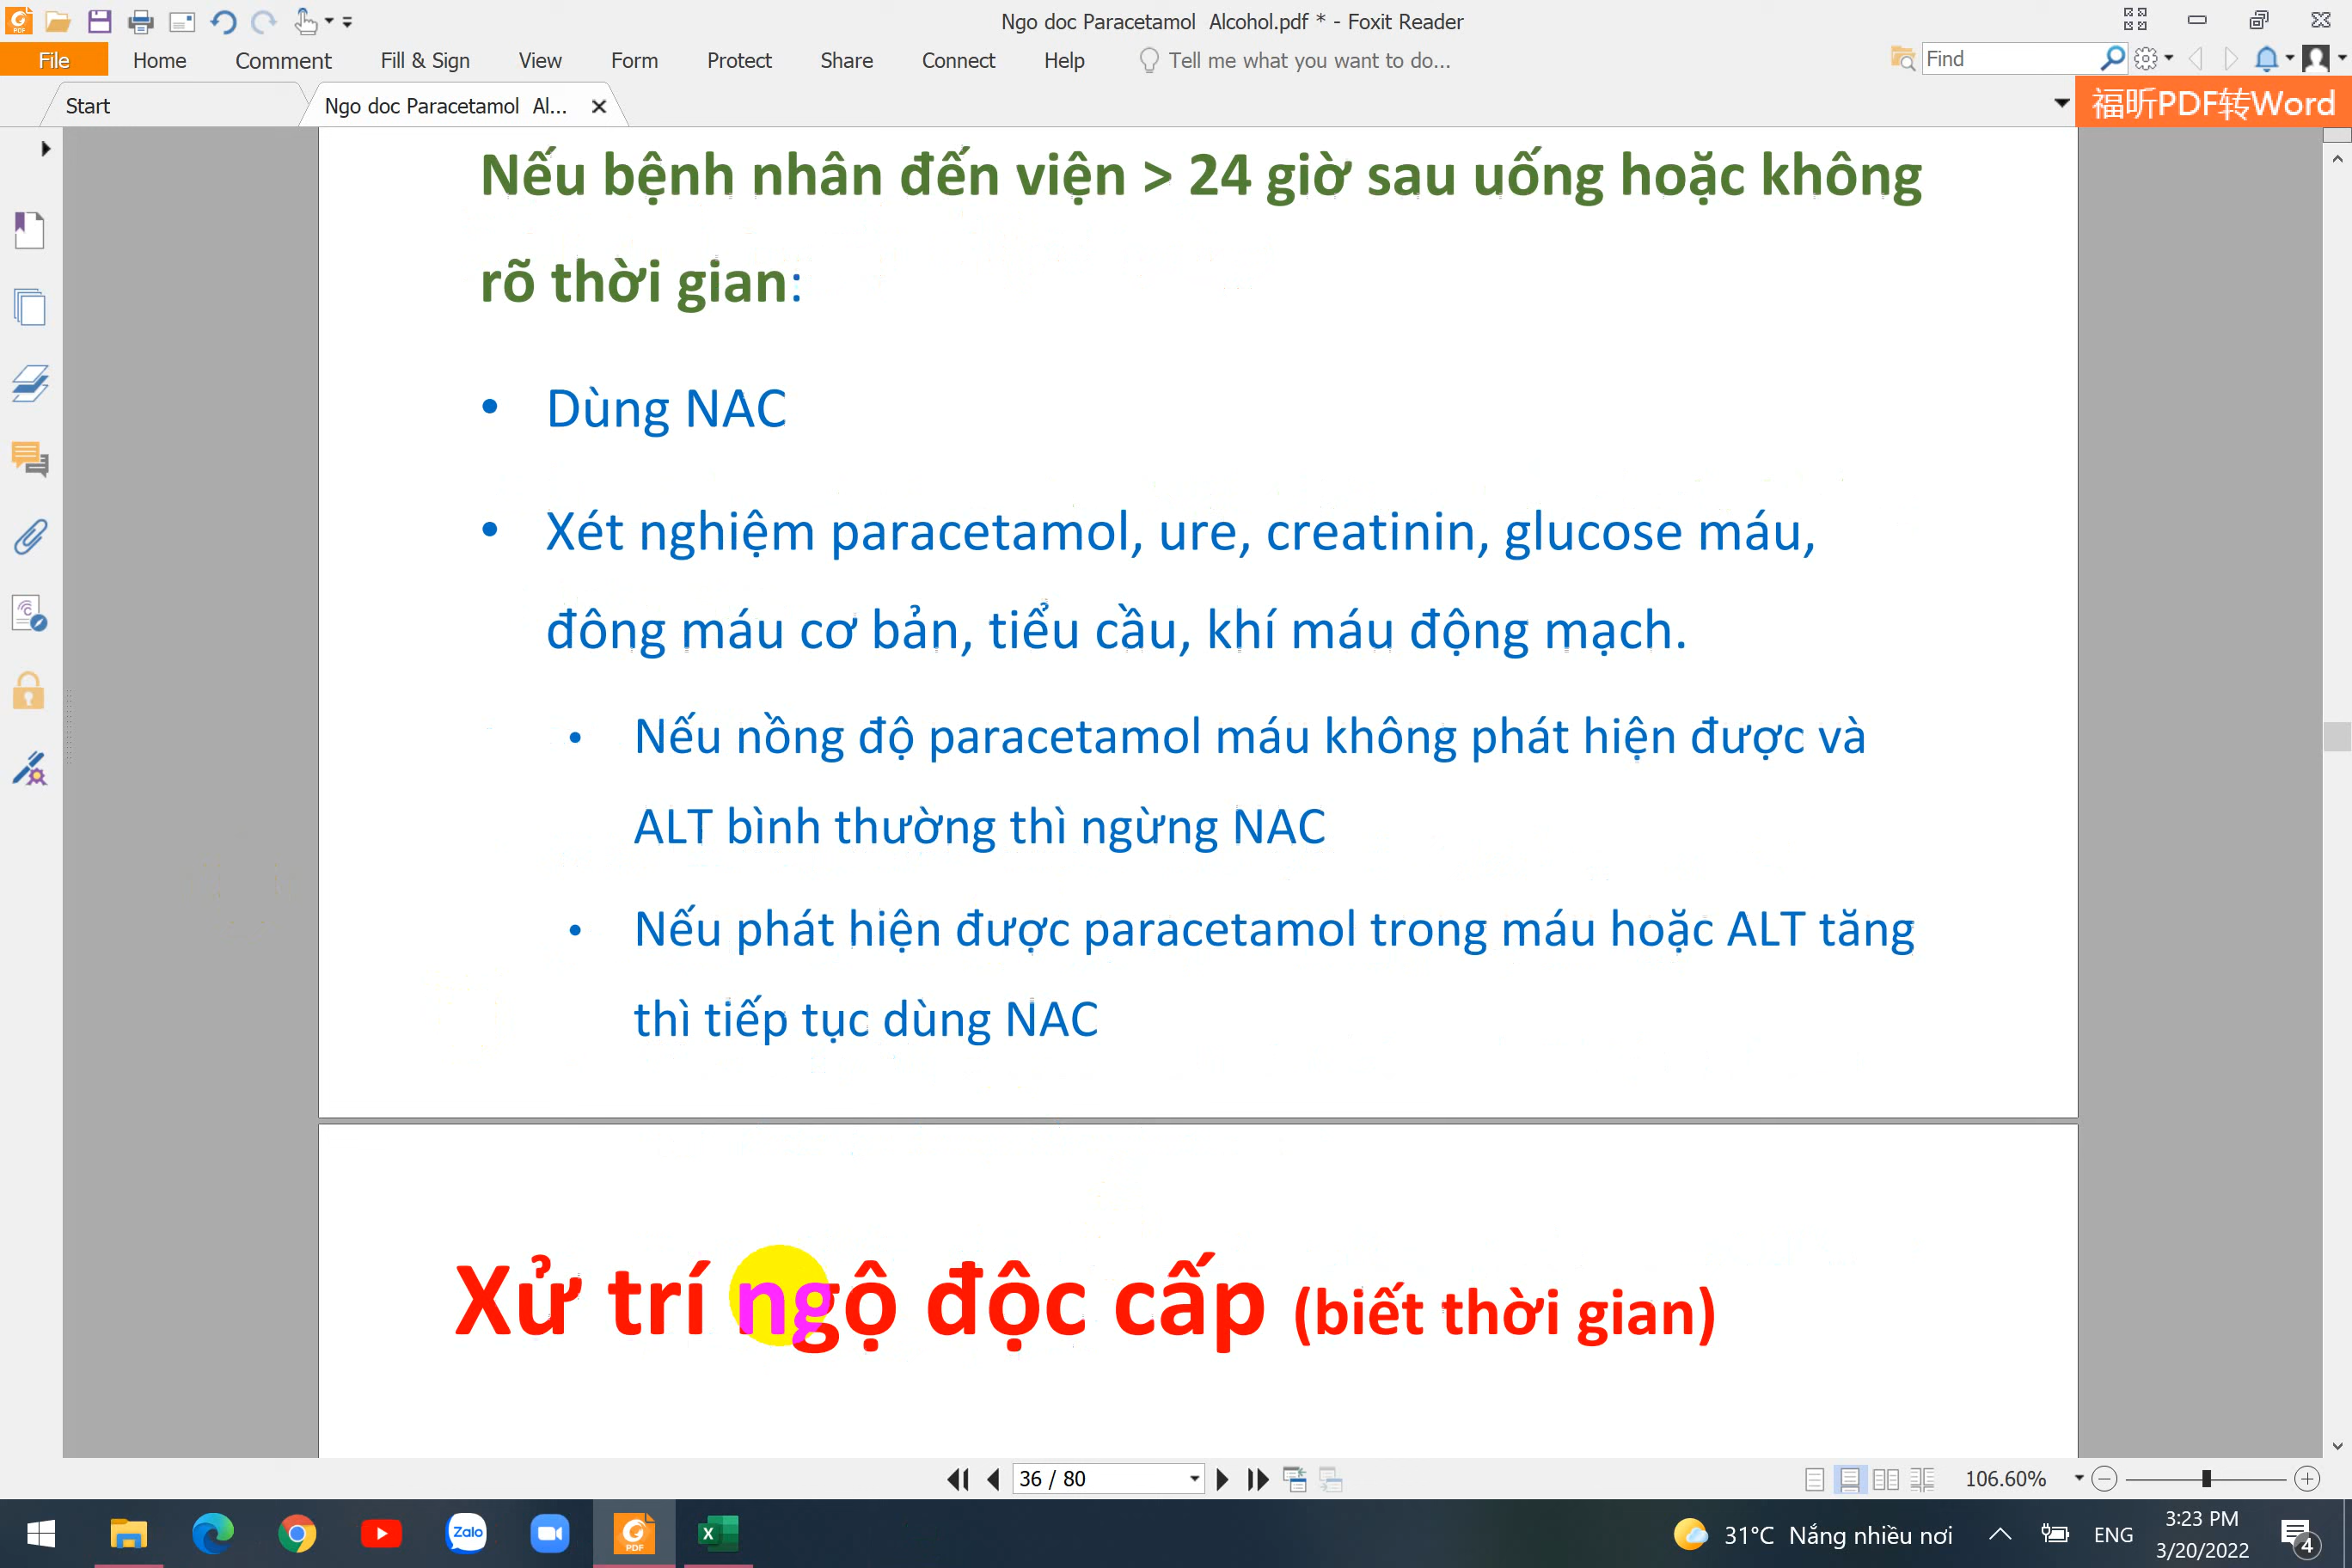 Ngo doc Paracetamol  Alcohol.pdf * - Foxit Reader
File Home Comment Fill & Sign View Form Protect Share Connect Help Tell me what you want to do... Find
Start Ngo doc Paracetamol  Al... 福昕PDF转Word
Nếu bệnh nhân đến viện > 24 giờ sau uống hoặc không
rõ thời gian:
• Dùng NAC
• Xét nghiệm paracetamol, ure, creatinin, glucose máu,
đông máu cơ bản, tiểu cầu, khí máu động mạch.
• Nếu nồng độ paracetamol máu không phát hiện được và
ALT bình thường thì ngừng NAC
• Nếu phát hiện được paracetamol trong máu hoặc ALT tăng
thì tiếp tục dùng NAC
Xử trí ngộ độc cấp (biết thời gian)
36 / 80 106.60%
Zalo PDF X 31°C Nắng nhiều nơi ENG 3:23 PM
3/20/2022 4